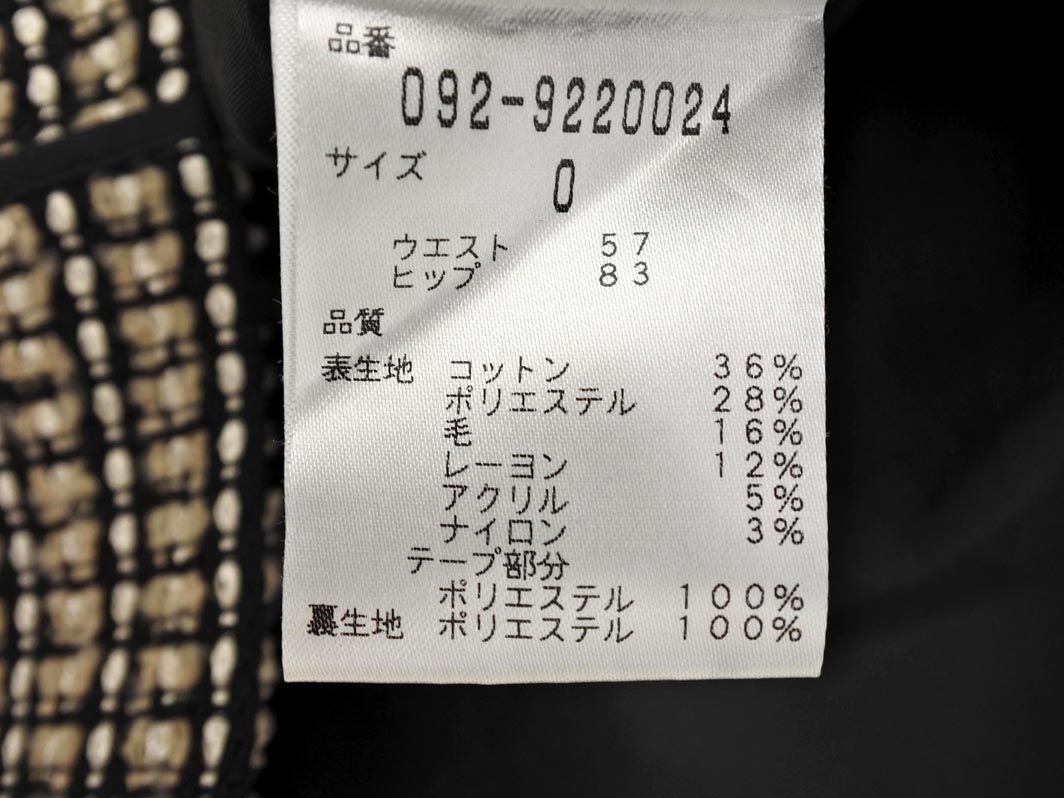 品番
092-9220024
サイズ 0
ウエスト 57
ヒップ 83
品質
表生地 コットン 36%
ポリエステル 28%
毛 16%
レーヨン 12%
アクリル 5%
ナイロン 3%
テープ部分
ポリエステル 100%
裏生地 ポリエステル 100%